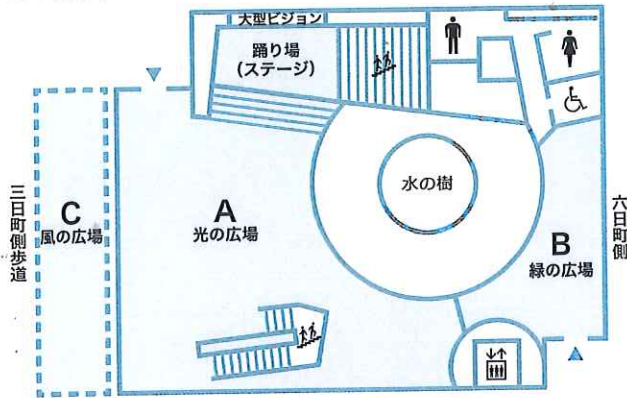 大型ビジョン
踊り場
(ステージ)
水の樹
三日町側歩道
C
風の広場
A
光の広場
B
緑の広場
六日町側